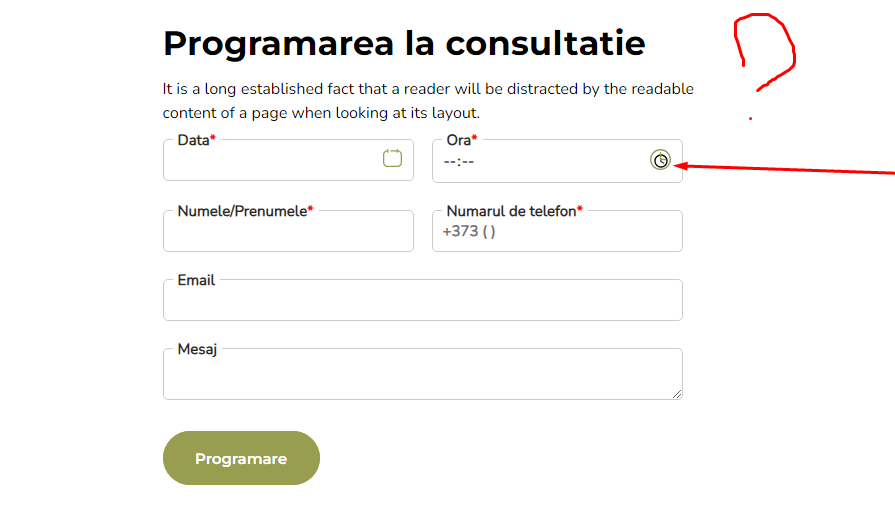 Programarea la consultatie
?
It is a long established fact that a reader will be distracted by the readable
content of a page when looking at its layout.
Data* Ora*
--:--
Numele/Prenumele* Numarul de telefon*
+373 ( )
Email
Mesaj
Programare